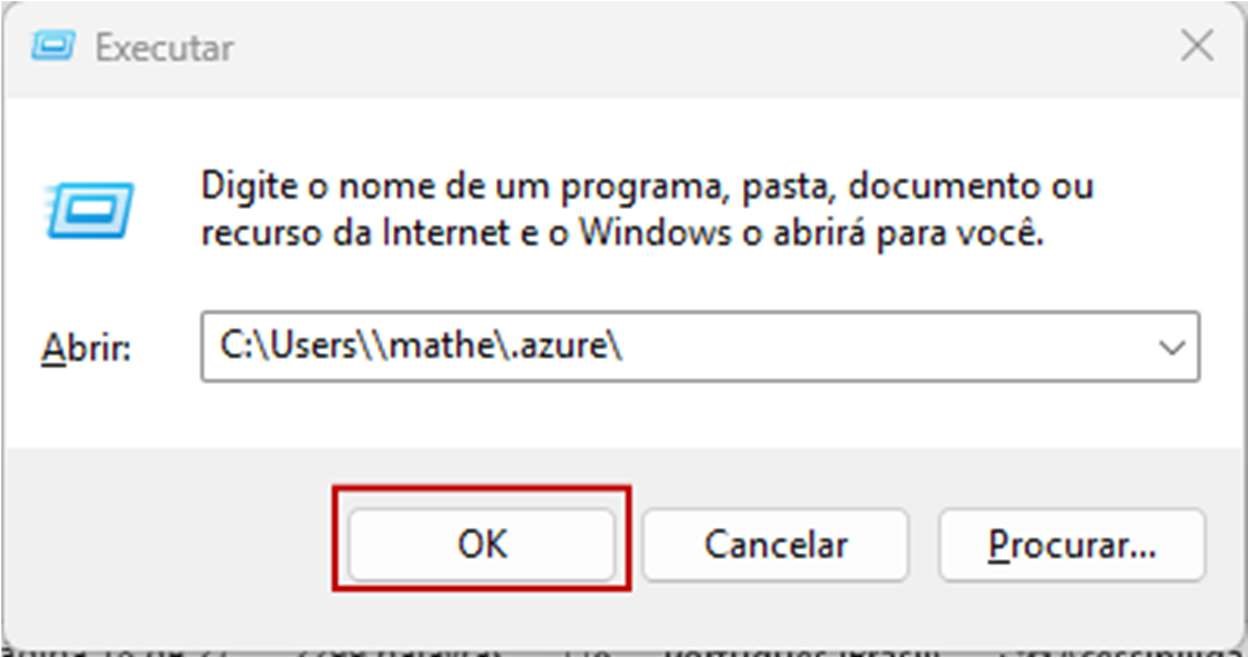 Executar
Digite o nome de um programa, pasta, documento ou
recurso da Internet e o Windows o abrirá para você.
Abrir: C:\Users\\mathe\.azure\
OK Cancelar Procurar...